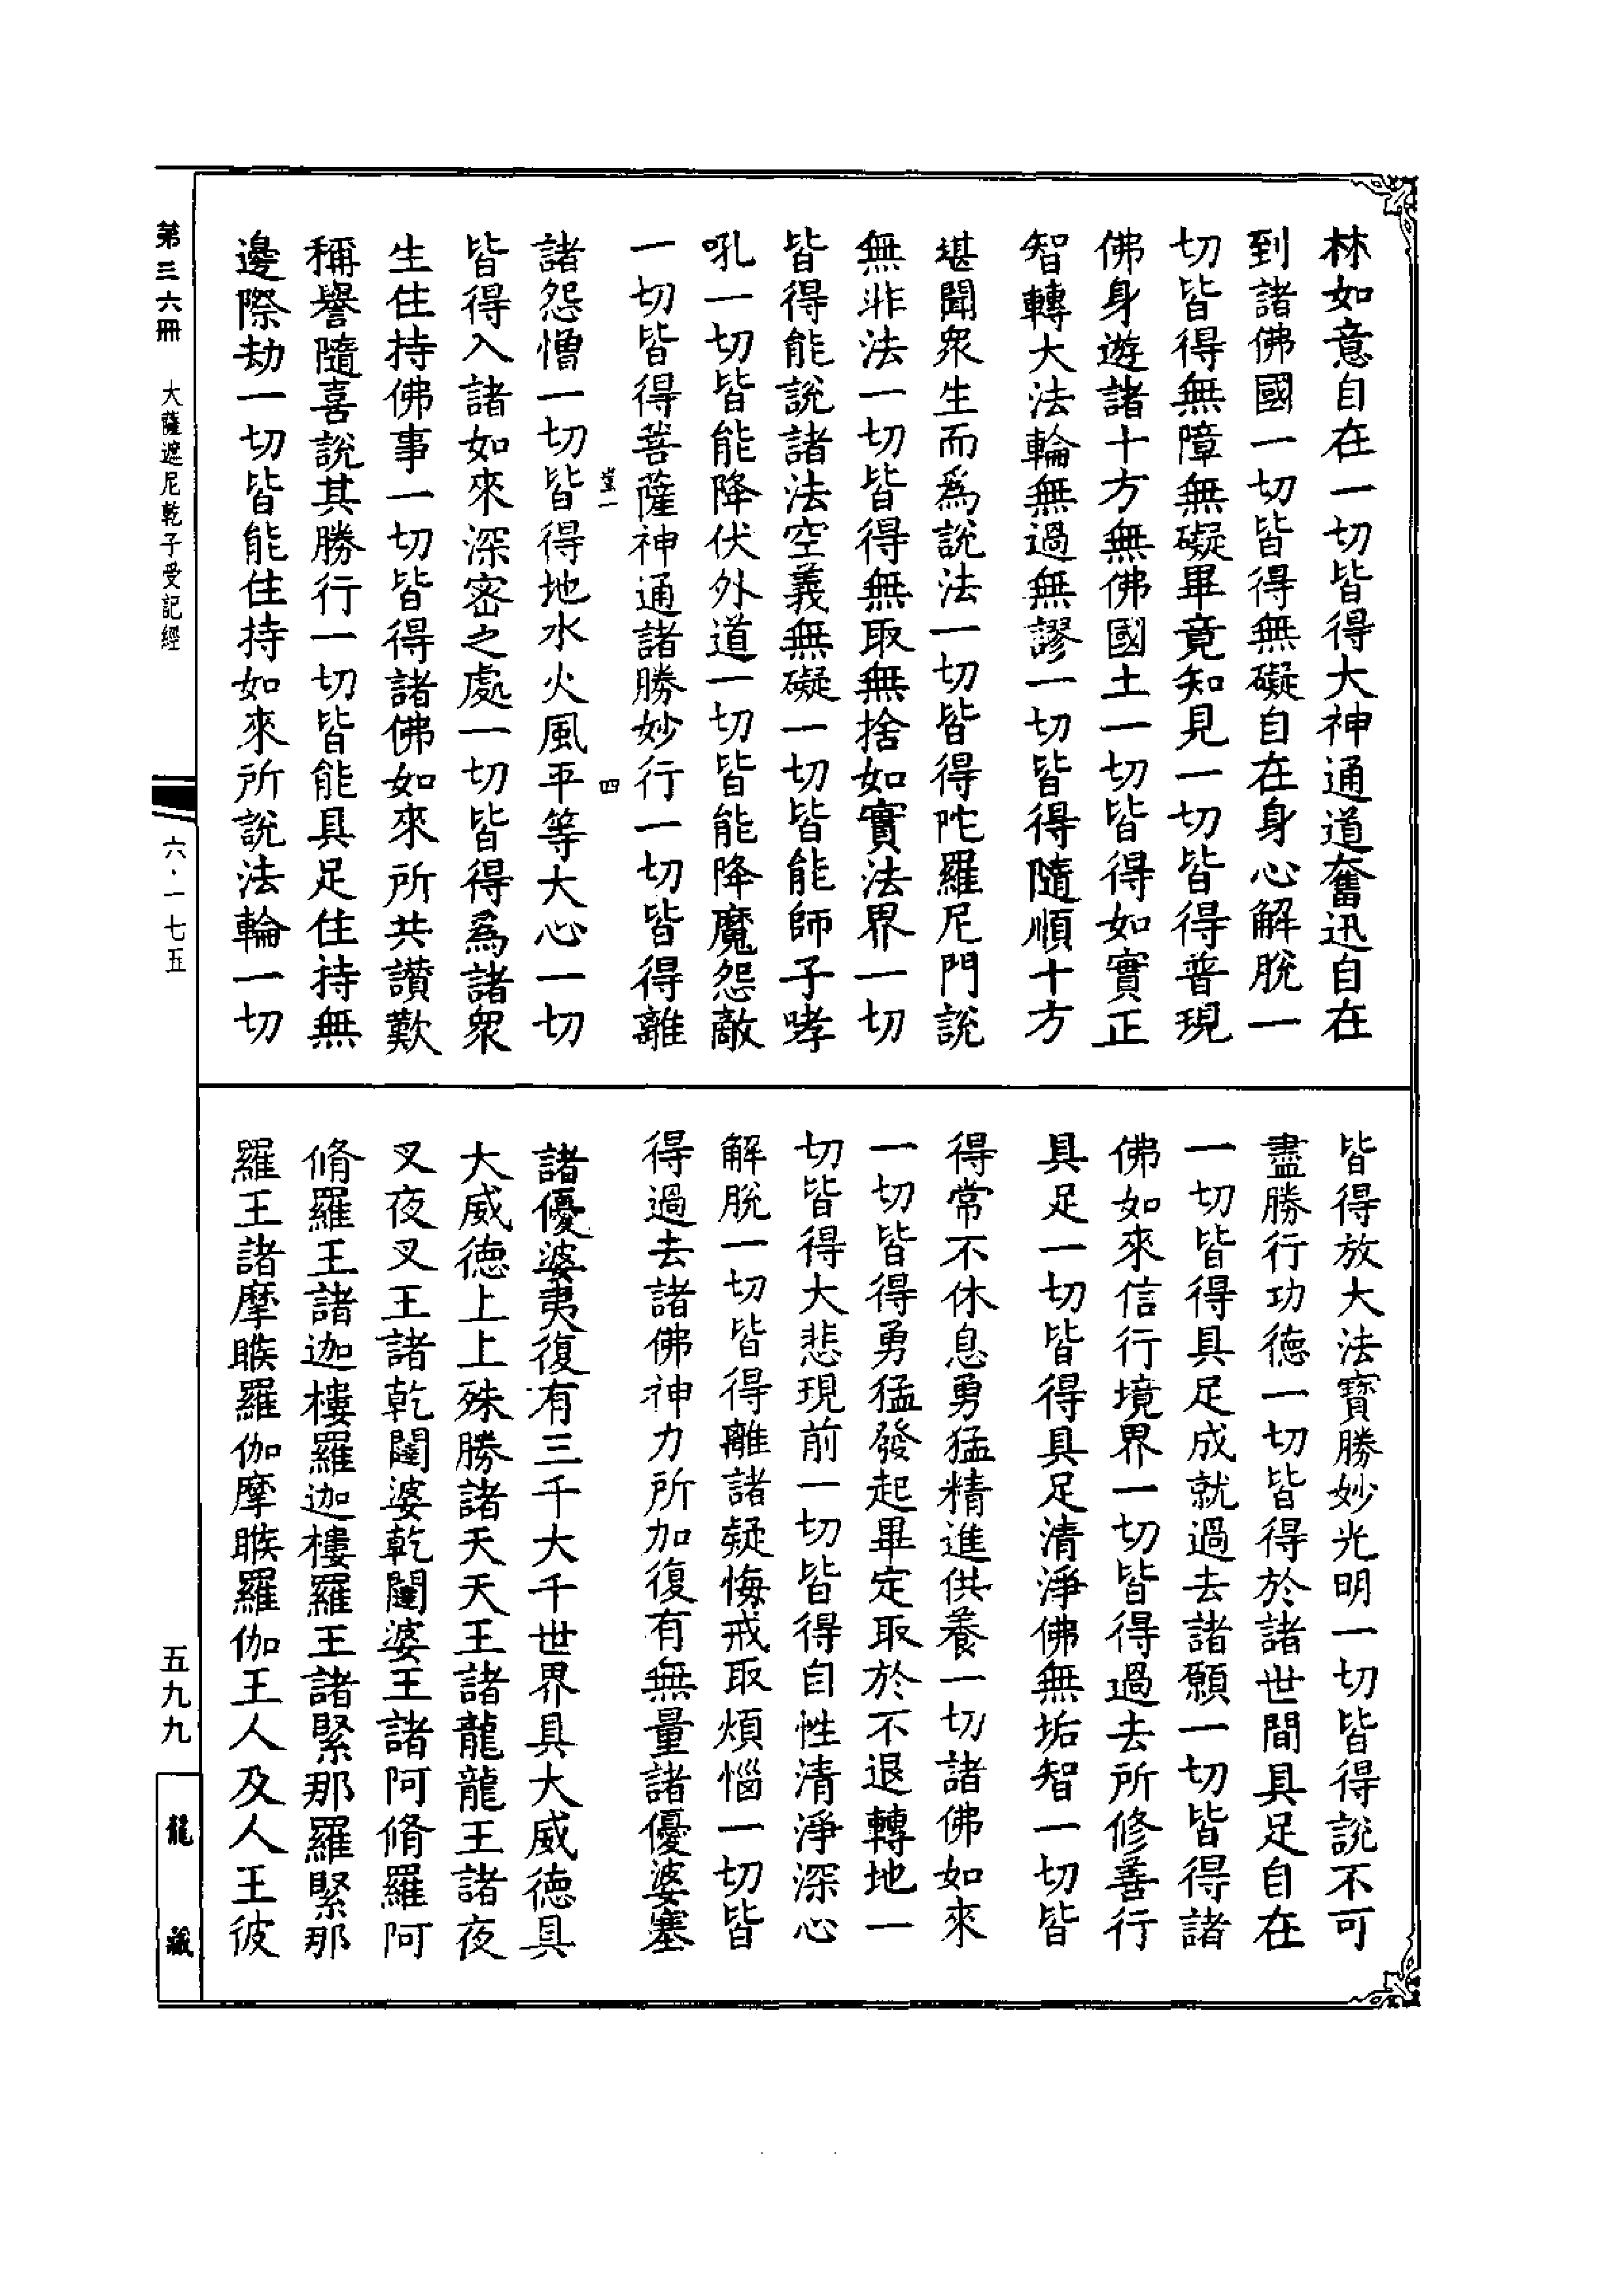 林如意自在一切皆得大神通道奮迅自在
到諸佛國一切皆得無礙自在身心解脫一
切皆得無障無礙畢竟知見一切皆得普現
佛身遊諸十方無佛國土一切皆得如實正
智轉大法輪無過無謬一切皆得隨順十方
堪聞眾生而爲說法一切皆得陀羅尼門說
無非法一切皆得無取無捨如實法界一切
皆得能說諸法空義無礙一切皆能師子哮
吼一切皆能降伏外道一切皆能降魔怨敵
一切皆得菩薩神通諸勝妙行一切皆得離
四
諸怨憎一切皆得地水火風平等大心一切
皆得入諸如來深密之處一切皆得爲諸眾
生住持佛事一切皆得諸佛如來所共讚歎
稱譽隨喜說其勝行一切皆能具足住持無
邊際劫一切皆能住持如來所說法輪一切
皆得放大法寶勝妙光明一切皆得說不可
盡勝行功德一切皆得於諸世間具足自在
一切皆得具足成就過去諸願一切皆得諸
佛如來信行境界一切皆得過去所修善行
具足一切皆得具足清淨佛無垢智一切皆
得常不休息勇猛精進供養一切諸佛如來
一切皆得勇猛發起畢定取於不退轉地一
切皆得大悲現前一切皆得自性清淨深心
解脫一切皆得離諸疑悔戒取煩惱一切皆
得過去諸佛神力所加復有無量諸優婆塞
諸優婆夷復有三千大千世界具大威德具
大威德上上殊勝諸天天王諸龍龍王諸夜
叉夜叉王諸乾闥婆乾闥婆王諸阿脩羅阿
脩羅王諸迦樓羅迦樓羅王諸緊那羅緊那
羅王諸摩睺羅伽摩睺羅伽王人及人王彼
第三六冊 大薩遮尼乾子受記經
六·一七五
五九九
龍藏